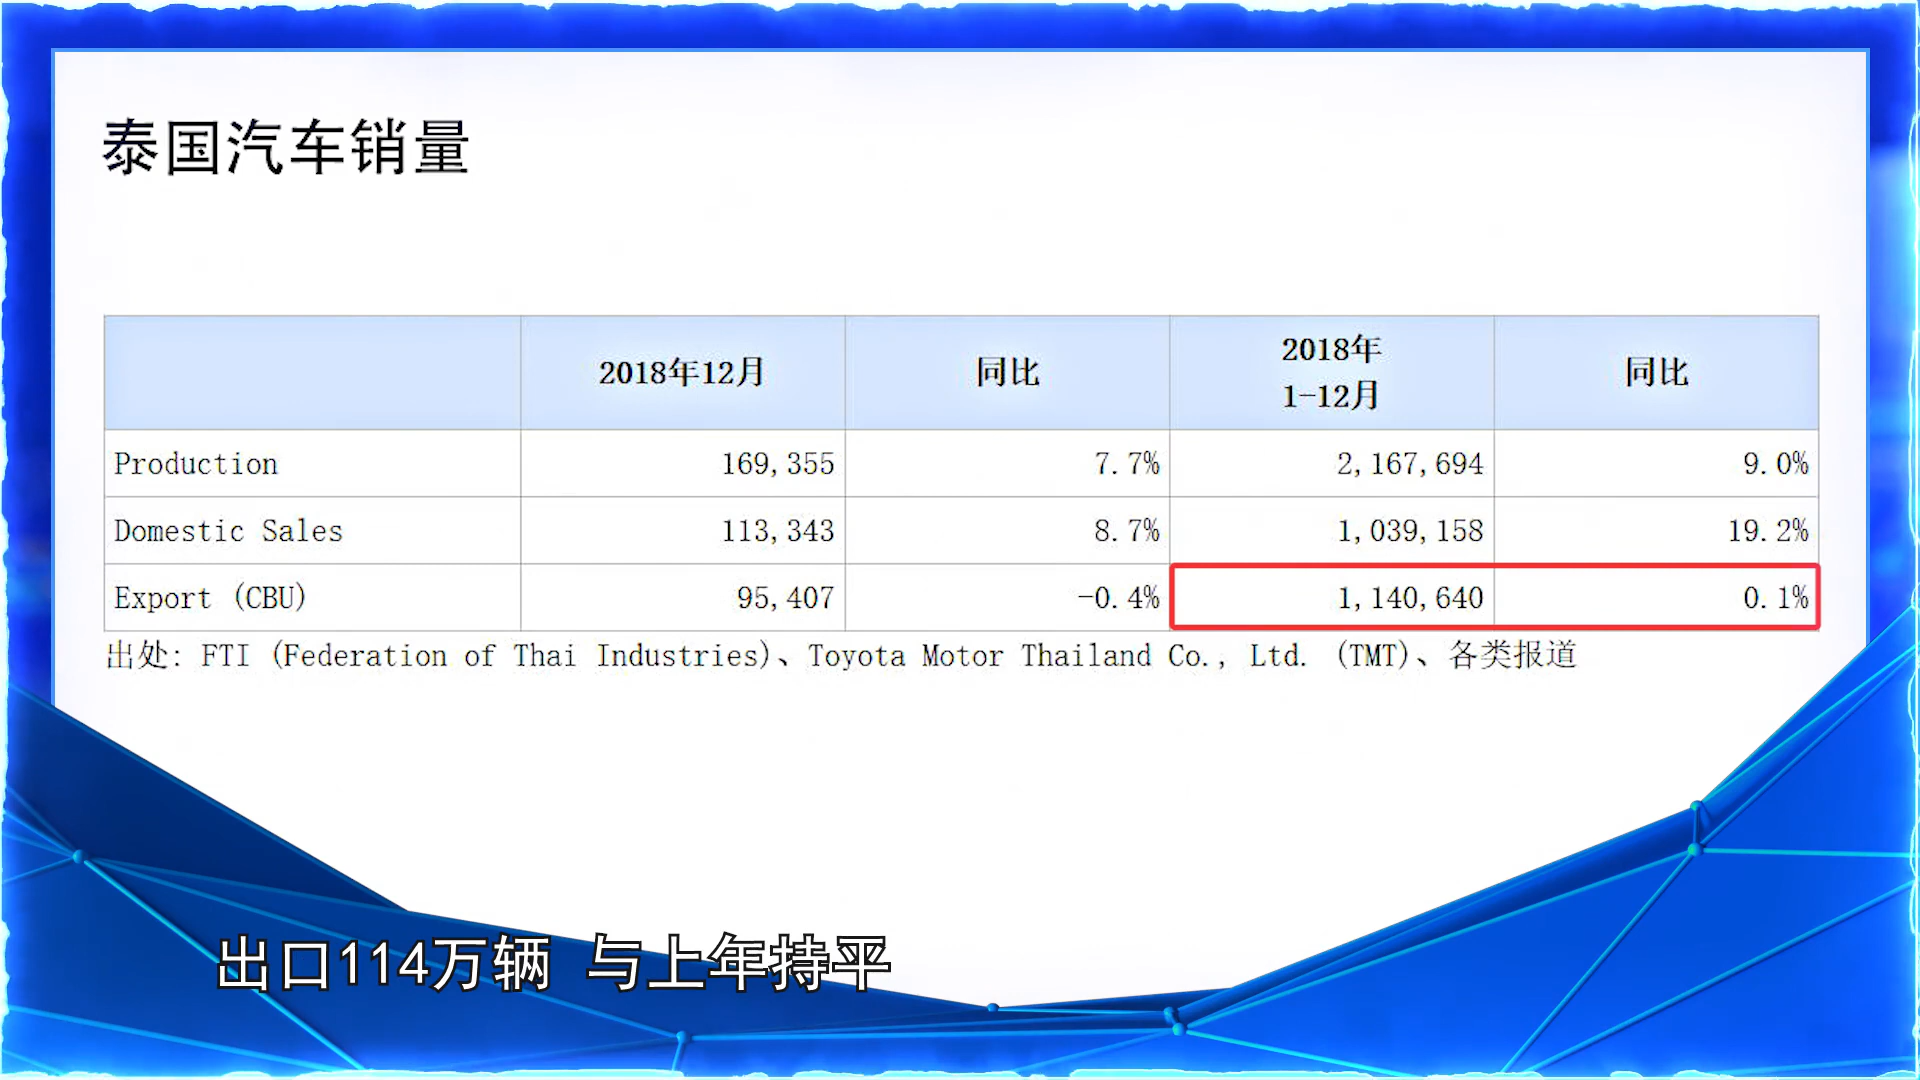 泰国汽车销量
2018年12月 同比 2018年 1-12月 同比
Production 169,355 7.7% 2,167,694 9.0%
Domestic Sales 113,343 8.7% 1,039,158 19.2%
Export (CBU) 95,407 -0.4% 1,140,640 0.1%
出处: FTI (Federation of Thai Industries)、Toyota Motor Thailand Co., Ltd. (TMT)、各类报道
出口114万辆 与上年持平